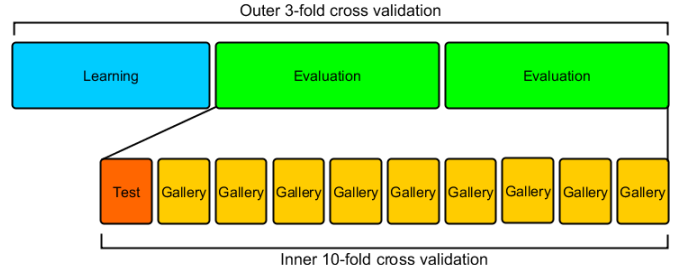 Outer 3-fold cross validation
Learning Evaluation Evaluation
Test Gallery Gallery Gallery Gallery Gallery Gallery Gallery Gallery Gallery
Inner 10-fold cross validation